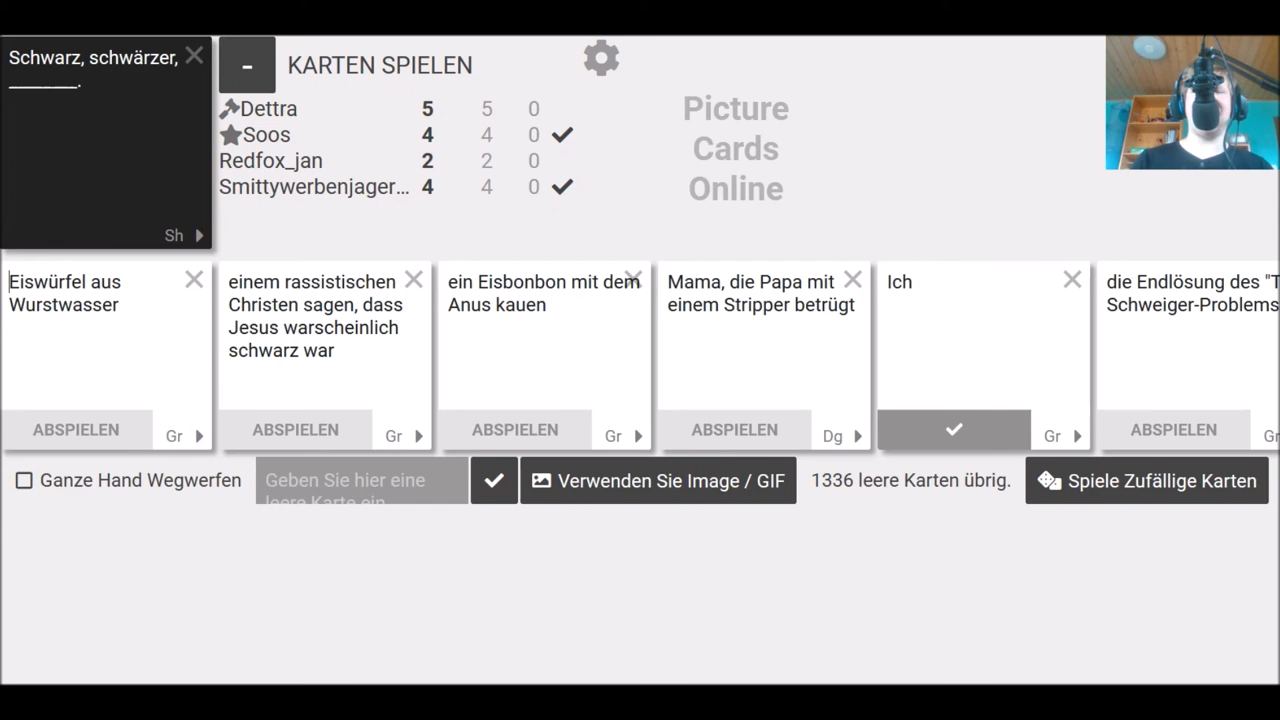 Schwarz, schwärzer,
_______.
Sh
-
KARTEN SPIELEN
Dettra 5 5 0
Soos 4 4 0
Redfox_jan 2 2 0
Smittywerbenjager... 4 4 0
Picture
Cards
Online
Eiswürfel aus
Wurstwasser
ABSPIELEN
Gr
einem rassistischen
Christen sagen, dass
Jesus warscheinlich
schwarz war
ABSPIELEN
Gr
ein Eisbonbon mit dem
Anus kauen
ABSPIELEN
Gr
Mama, die Papa mit
einem Stripper betrügt
ABSPIELEN
Dg
Ich
Gr
die Endlösung des "T
Schweiger-Problems
ABSPIELEN
Gr
Ganze Hand Wegwerfen
Geben Sie hier eine
leere Karte ein
Verwenden Sie Image / GIF
1336 leere Karten übrig.
Spiele Zufällige Karten